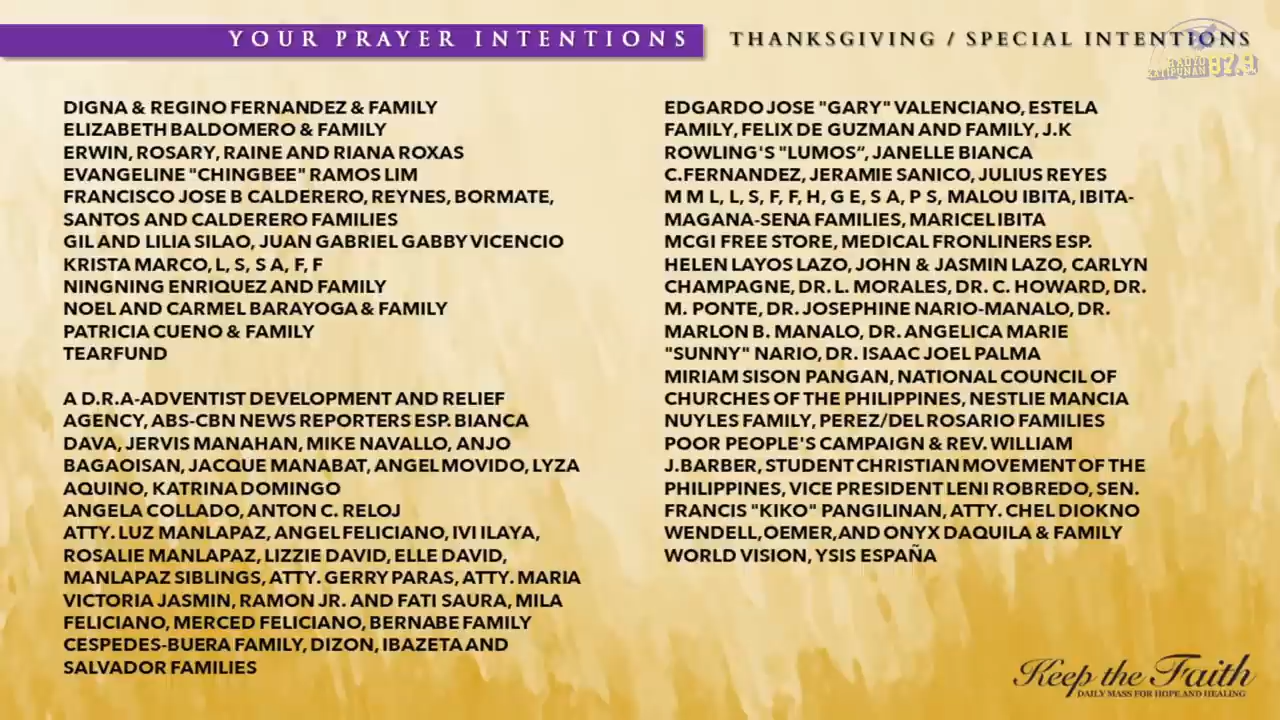 YOUR PRAYER INTENTIONS
THANKSGIVING / SPECIAL INTENTIONS
RADYO
KATIPUNAN 87.9
DIGNA & REGINO FERNANDEZ & FAMILY
ELIZABETH BALDOMERO & FAMILY
ERWIN, ROSARY, RAINE AND RIANA ROXAS
EVANGELINE "CHINGBEE" RAMOS LIM
FRANCISCO JOSE B CALDERERO, REYNES, BORMATE,
SANTOS AND CALDERERO FAMILIES
GIL AND LILIA SILAO, JUAN GABRIEL GABBY VICENCIO
KRISTA MARCO, L, S, S A, F, F
NINGNING ENRIQUEZ AND FAMILY
NOEL AND CARMEL BARAYOGA & FAMILY
PATRICIA CUENO & FAMILY
TEARFUND
A D.R.A-ADVENTIST DEVELOPMENT AND RELIEF
AGENCY, ABS-CBN NEWS REPORTERS ESP. BIANCA
DAVA, JERVIS MANAHAN, MIKE NAVALLO, ANJO
BAGAOISAN, JACQUE MANABAT, ANGEL MOVIDO, LYZA
AQUINO, KATRINA DOMINGO
ANGELA COLLADO, ANTON C. RELOJ
ATTY. LUZ MANLAPAZ, ANGEL FELICIANO, IVI ILAYA,
ROSALIE MANLAPAZ, LIZZIE DAVID, ELLE DAVID,
MANLAPAZ SIBLINGS, ATTY. GERRY PARAS, ATTY. MARIA
VICTORIA JASMIN, RAMON JR. AND FATI SAURA, MILA
FELICIANO, MERCED FELICIANO, BERNABE FAMILY
CESPEDES-BUERA FAMILY, DIZON, IBAZETA AND
SALVADOR FAMILIES
EDGARDO JOSE "GARY" VALENCIANO, ESTELA
FAMILY, FELIX DE GUZMAN AND FAMILY, J.K
ROWLING'S "LUMOS“, JANELLE BIANCA
C.FERNANDEZ, JERAMIE SANICO, JULIUS REYES
M M L, L, S, F, F, H, G E, S A, P S, MALOU IBITA, IBITA-
MAGANA-SENA FAMILIES, MARICEL IBITA
MCGI FREE STORE, MEDICAL FRONLINERS ESP.
HELEN LAYOS LAZO, JOHN & JASMIN LAZO, CARLYN
CHAMPAGNE, DR. L. MORALES, DR. C. HOWARD, DR.
M. PONTE, DR. JOSEPHINE NARIO-MANALO, DR.
MARLON B. MANALO, DR. ANGELICA MARIE
"SUNNY" NARIO, DR. ISAAC JOEL PALMA
MIRIAM SISON PANGAN, NATIONAL COUNCIL OF
CHURCHES OF THE PHILIPPINES, NESTLIE MANCIA
NUYLES FAMILY, PEREZ/DEL ROSARIO FAMILIES
POOR PEOPLE'S CAMPAIGN & REV. WILLIAM
J.BARBER, STUDENT CHRISTIAN MOVEMENT OF THE
PHILIPPINES, VICE PRESIDENT LENI ROBREDO, SEN.
FRANCIS "KIKO" PANGILINAN, ATTY. CHEL DIOKNO
WENDELL, OEMER, AND ONYX DAQUILA & FAMILY
WORLD VISION, YSIS ESPAÑA
Keep the Faith
DAILY MASS FOR HOPE AND HEALING